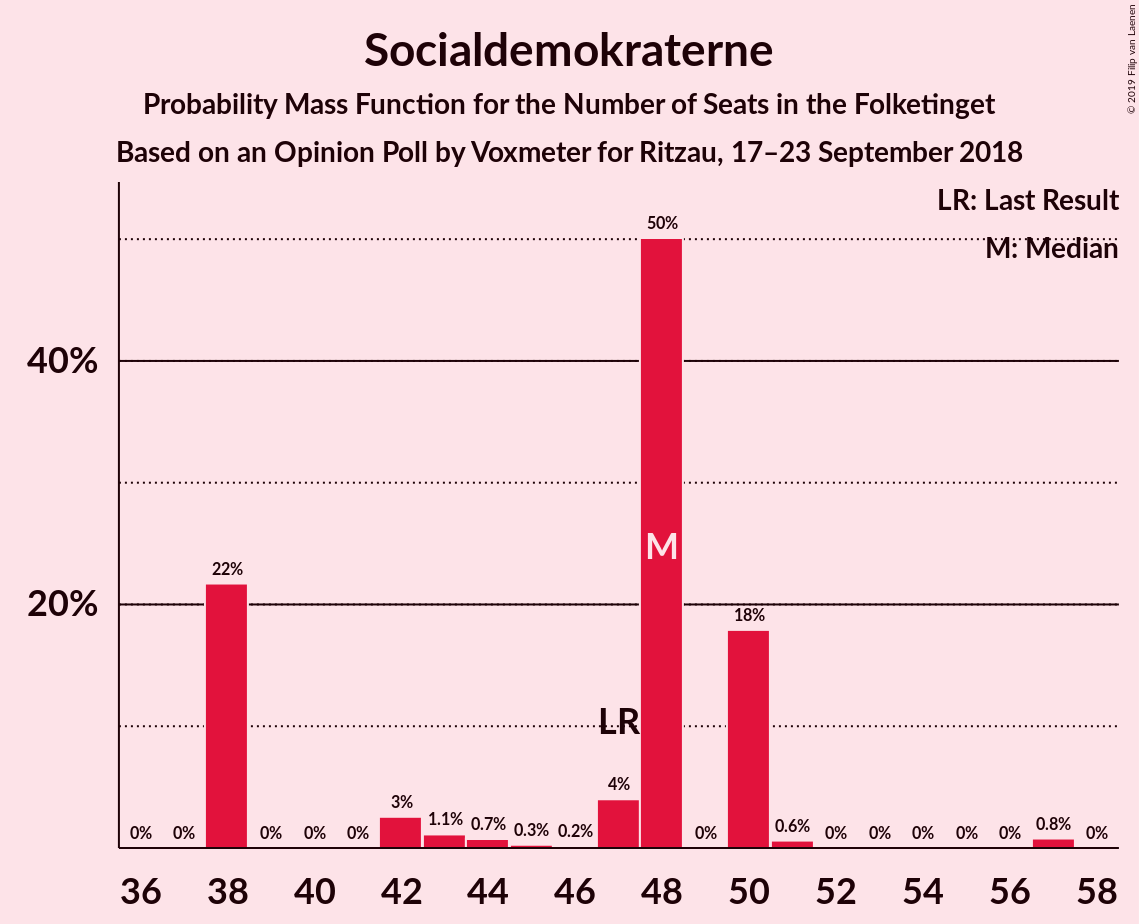 Socialdemokraterne
Probability Mass Function for the Number of Seats in the Folketinget
Based on an Opinion Poll by Voxmeter for Ritzau, 17–23 September 2018
© 2019 Filip van Laenen
LR: Last Result
M: Median
40%
20%
0%
0%
22%
0%
0%
0%
3%
1.1%
0.7%
0.3%
0.2%
4%
LR
50%
M
0%
18%
0.6%
0%
0%
0%
0%
0%
0.8%
0%
36 38 40 42 44 46 48 50 52 54 56 58